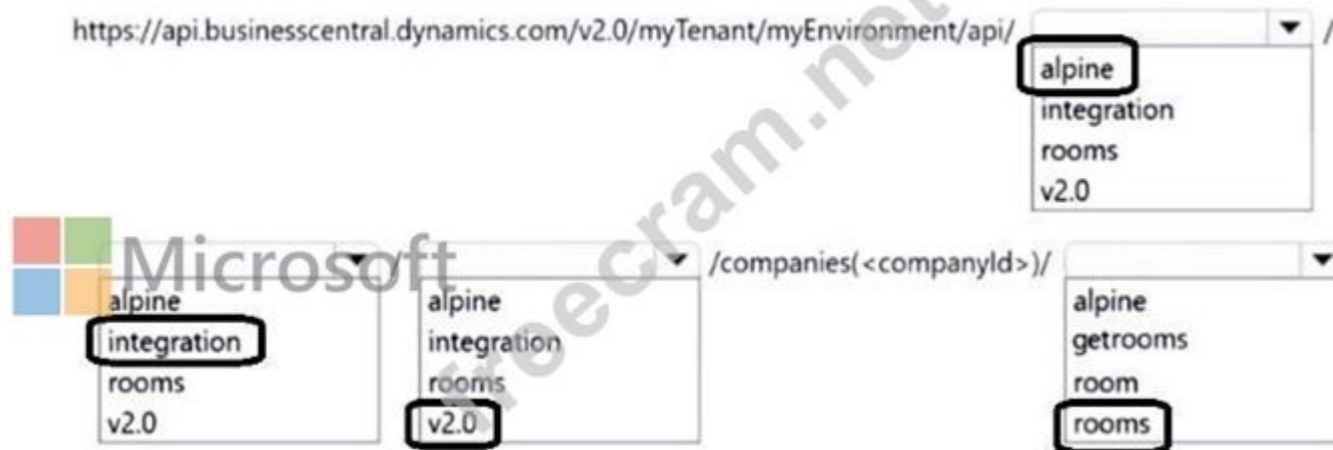 https://api.businesscentral.dynamics.com/v2.0/myTenant/myEnvironment/api/ /
alpine
integration
rooms
v2.0
Microsoft
/ /companies(<companyId>)/
alpine
integration
rooms
v2.0
alpine
integration
rooms
v2.0
alpine
getrooms
room
rooms
freecram.net